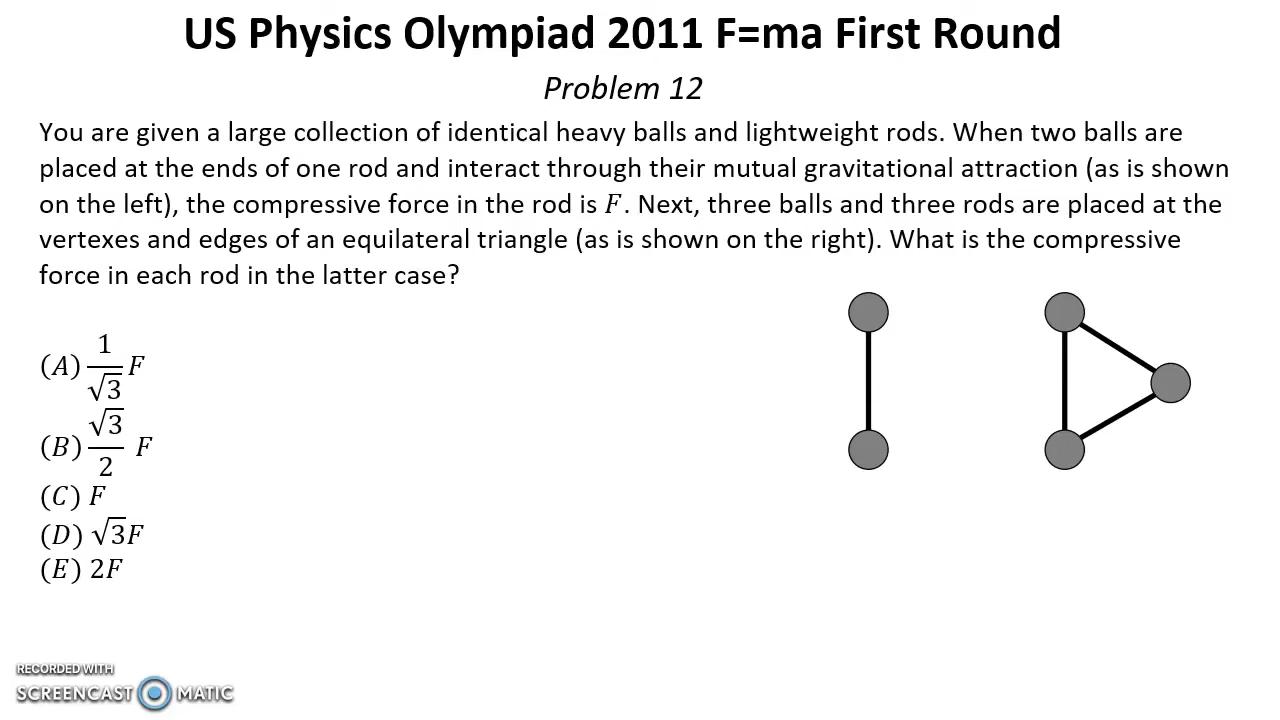 US Physics Olympiad 2011 F=ma First Round
Problem 12
You are given a large collection of identical heavy balls and lightweight rods. When two balls are
placed at the ends of one rod and interact through their mutual gravitational attraction (as is shown
on the left), the compressive force in the rod is F. Next, three balls and three rods are placed at the
vertexes and edges of an equilateral triangle (as is shown on the right). What is the compressive
force in each rod in the latter case?
(A) 1/√3 F
(B) √3/2 F
(C) F
(D) √3F
(E) 2F
RECORDED WITH
SCREENCAST MATIC